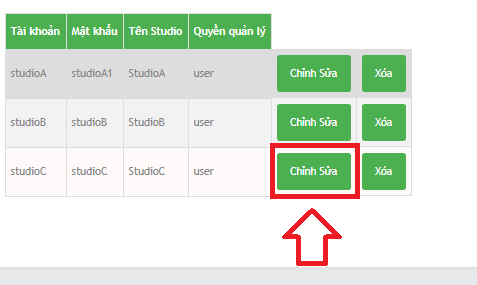 Tài khoản Mật khẩu Tên Studio Quyền quản lý
studioA studioA1 StudioA user Chỉnh Sửa Xóa
studioB studioB StudioB user Chỉnh Sửa Xóa
studioC studioC StudioC user Chỉnh Sửa Xóa